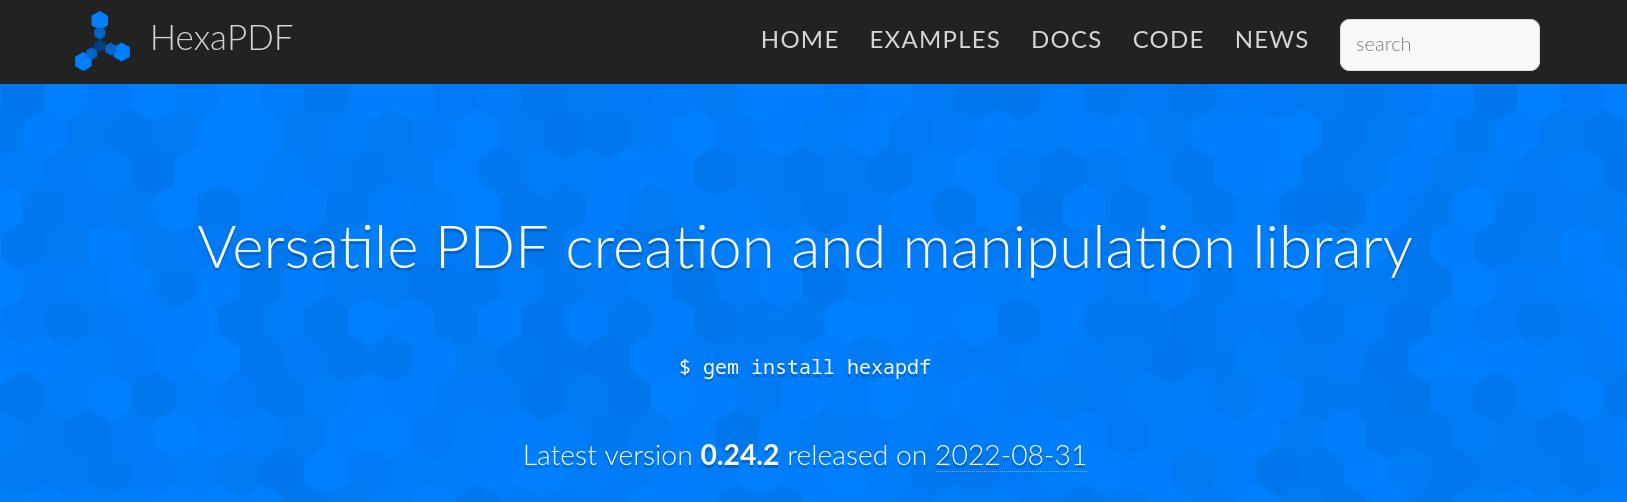 HexaPDF
HOME EXAMPLES DOCS CODE NEWS search
Versatile PDF creation and manipulation library
$ gem install hexapdf
Latest version 0.24.2 released on 2022-08-31